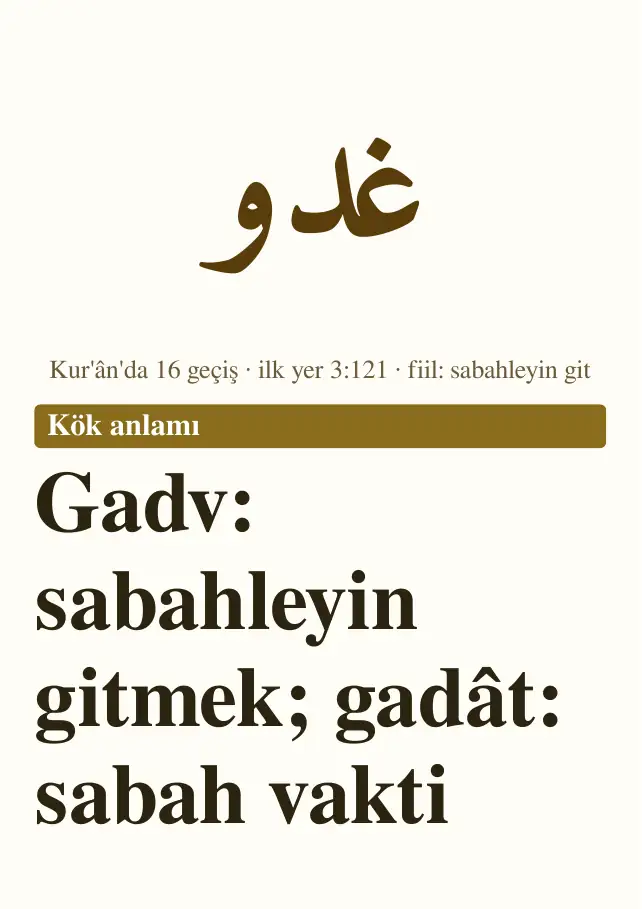 غد و
Kur'ân'da 16 geçiş · ilk yer 3:121 · fiil: sabahleyin git
Kök anlamı
Gadv:
sabahleyin
gitmek; gadât:
sabah vakti